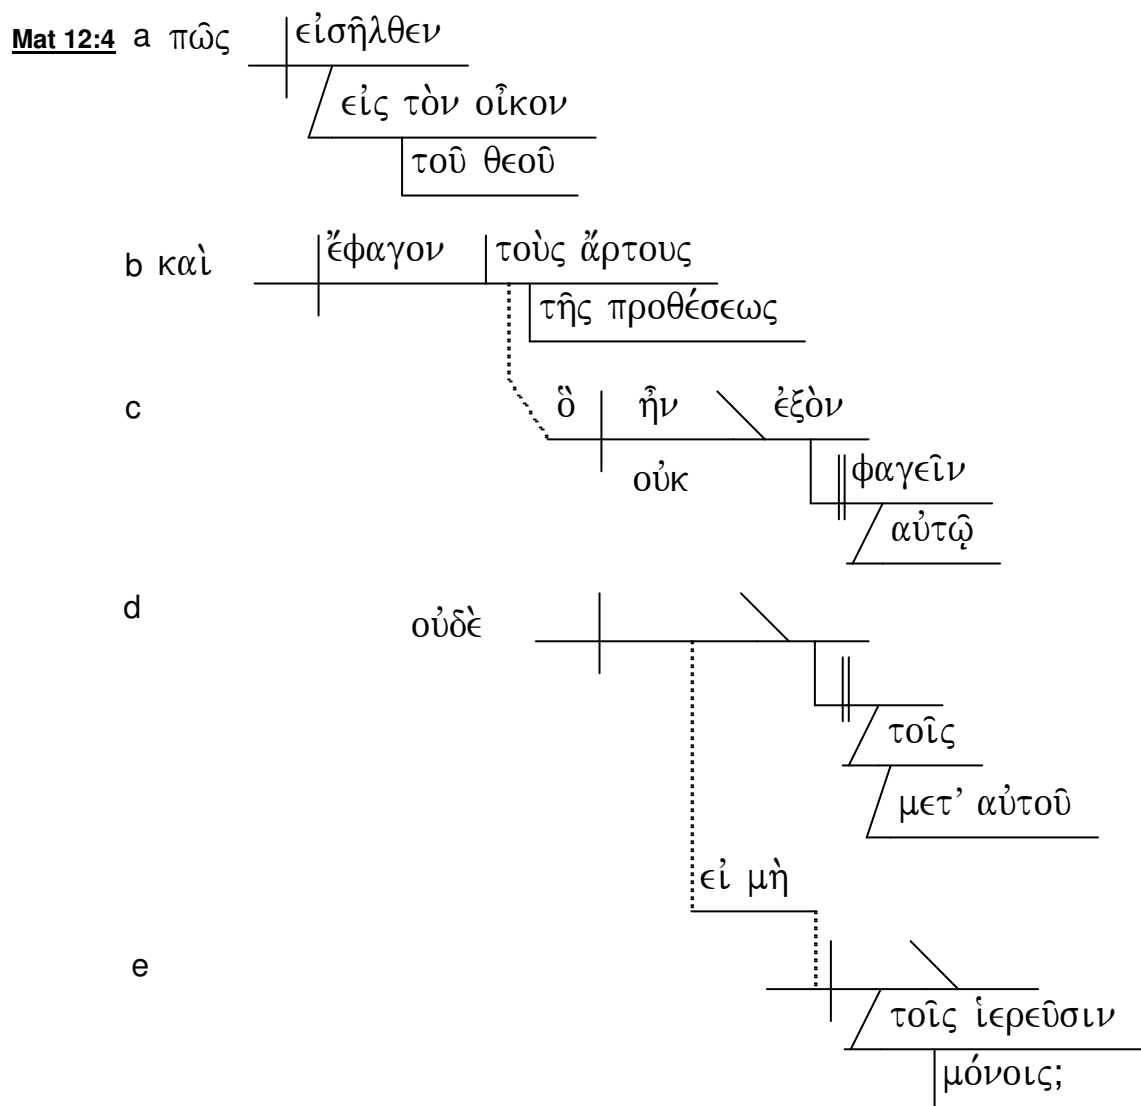 Mat 12:4 a πῶς εἰσῆλθεν
εἰς τὸν οἶκον
τοῦ θεοῦ
b καὶ ἔφαγον τοὺς ἄρτους
τῆς προθέσεως
c ὃ ἦν ἐξὸν
οὐκ φαγεῖν
αὐτῷ
d οὐδὲ
τοῖς
μετ’ αὐτοῦ
εἰ μὴ
e
τοῖς ἱερεῦσιν
μόνοις;